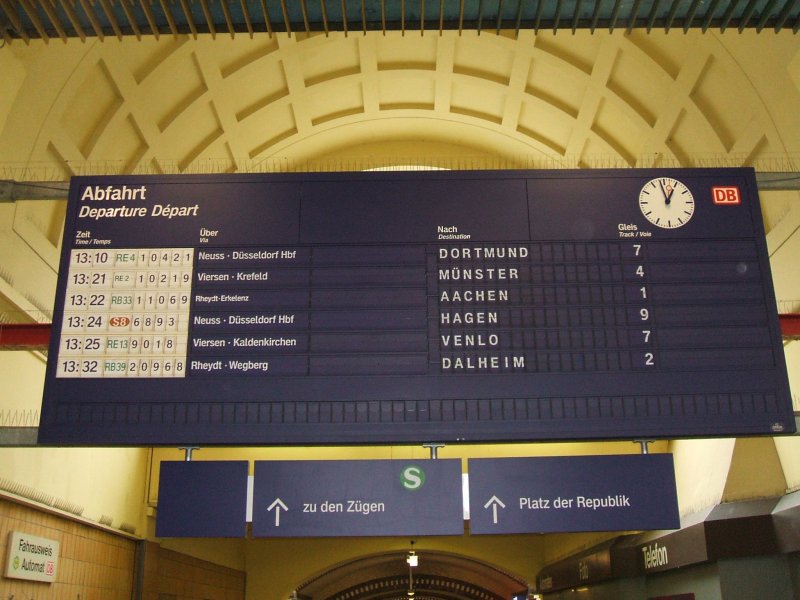 Abfahrt
Departure Départ
DB
Zeit Über Nach Gleis
Time / Temps Via Destination Track / Voie
13:10 RE4 10421 Neuss · Düsseldorf Hbf DORTMUND 7
13:21 RE2 10219 Viersen · Krefeld MÜNSTER 4
13:22 RB33 11069 Rheydt-Erkelenz AACHEN 1
13:24 S8 6893 Neuss · Düsseldorf Hbf HAGEN 9
13:25 RE13 9018 Viersen · Kaldenkirchen VENLO 7
13:32 RB39 20968 Rheydt · Wegberg DALHEIM 2
zu den Zügen S
Platz der Republik
Fahrausweis
Automat DB
Foto
Telefon